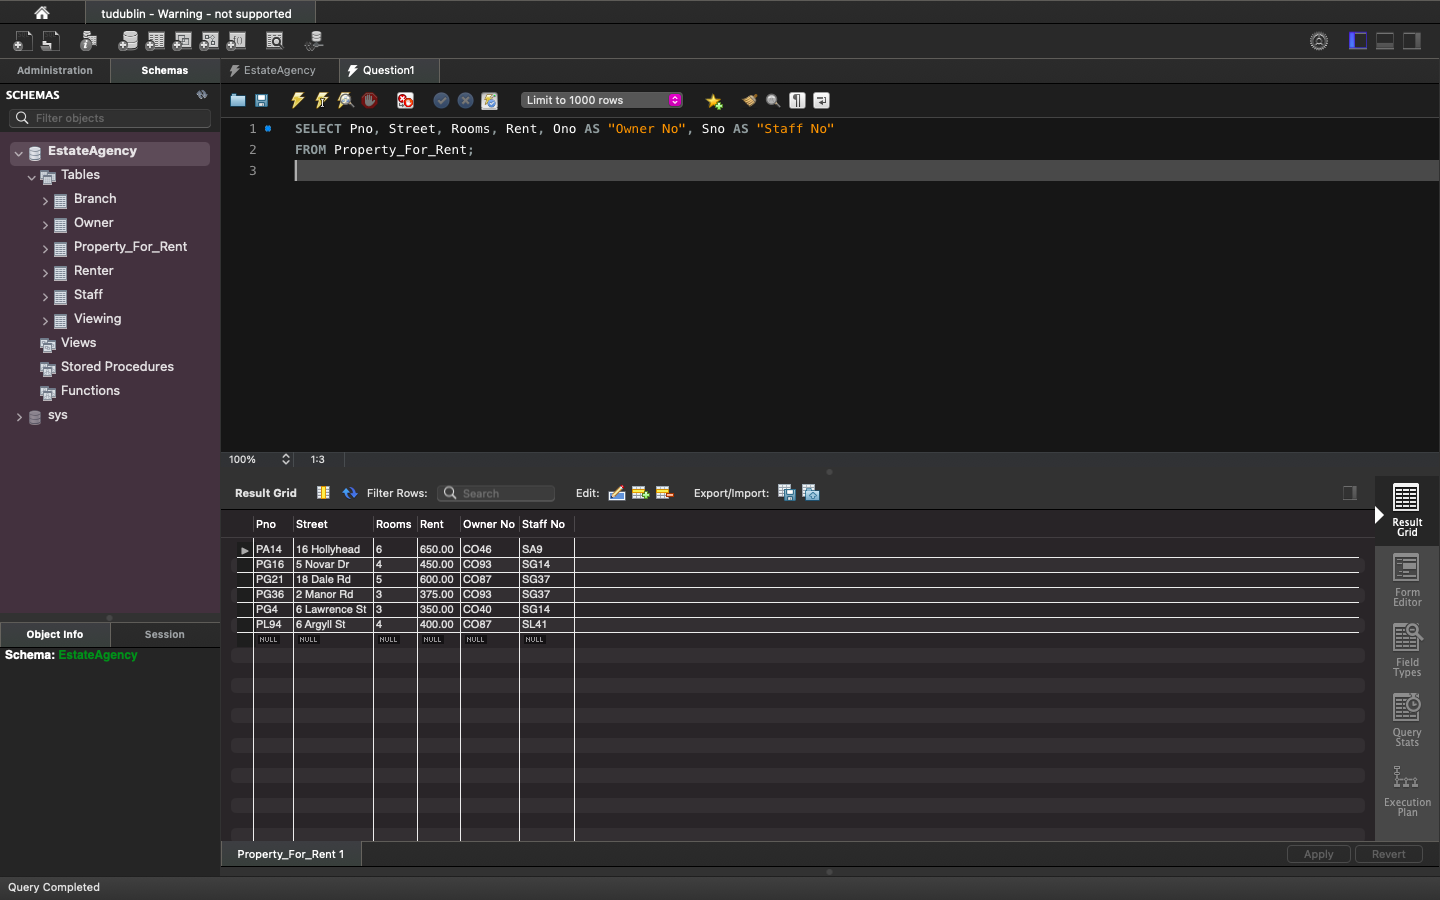 tudublin - Warning - not supported
Administration
Schemas
EstateAgency
Question1
SCHEMAS
Filter objects
Limit to 1000 rows
EstateAgency
Tables
Branch
Owner
Property_For_Rent
Renter
Staff
Viewing
Views
Stored Procedures
Functions
sys
1 SELECT Pno, Street, Rooms, Rent, Ono AS "Owner No", Sno AS "Staff No"
2 FROM Property_For_Rent;
3
100% 1:3
Result Grid Filter Rows: Search Edit: Export/Import:
Pno Street Rooms Rent Owner No Staff No
PA14 16 Hollyhead 6 650.00 CO46 SA9
PG16 5 Novar Dr 4 450.00 CO93 SG14
PG21 18 Dale Rd 5 600.00 CO87 SG37
PG36 2 Manor Rd 3 375.00 CO93 SG37
PG4 6 Lawrence St 3 350.00 CO40 SG14
PL94 6 Argyll St 4 400.00 CO87 SL41
NULL NULL NULL NULL NULL NULL
Result
Grid
Form
Editor
Field
Types
Query
Stats
Execution
Plan
Object Info
Session
Schema: EstateAgency
Property_For_Rent 1
Apply
Revert
Query Completed